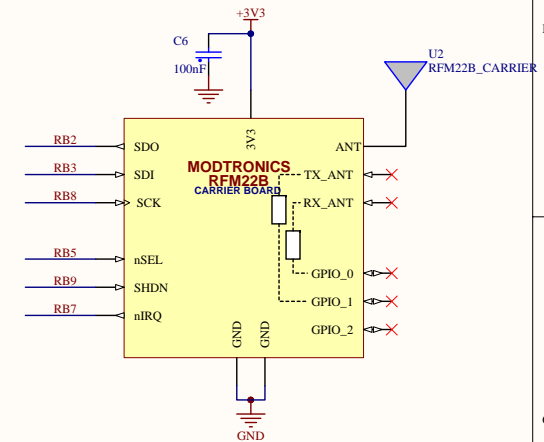 +3V3
C6
100nF
U2
RFM22B_CARRIER
3V3
ANT
RB2
SDO
MODTRONICS
RFM22B
CARRIER BOARD
RB3
SDI
TX_ANT
RB8
SCK
RX_ANT
RB5
nSEL
GPIO_0
RB9
SHDN
GPIO_1
RB7
nIRQ
GPIO_2
GND
GND
GND